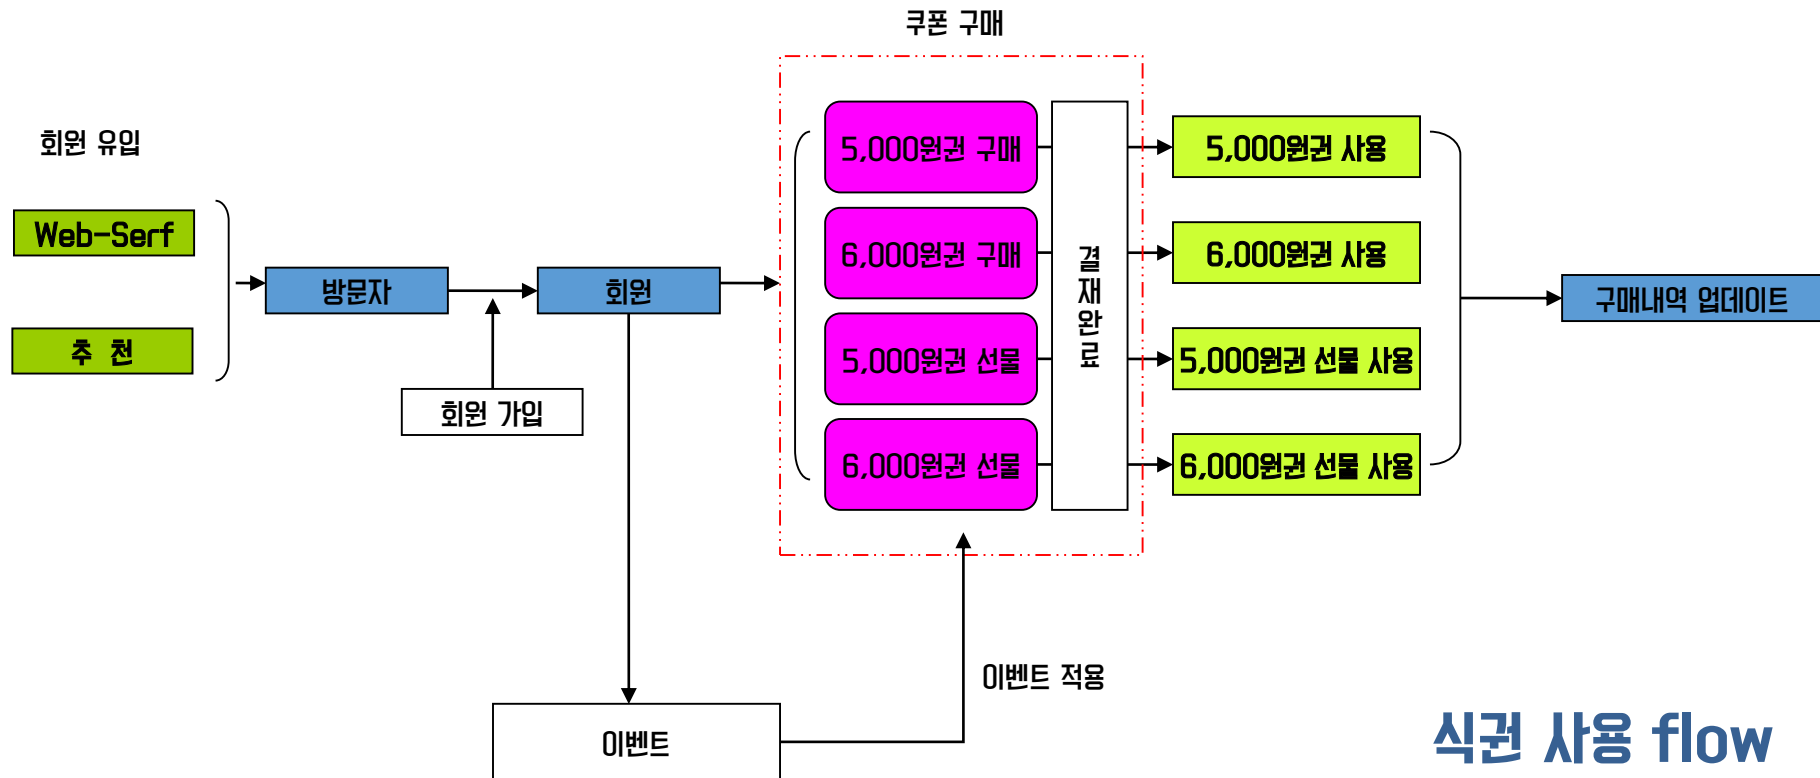 쿠폰 구매
회원 유입
Web-Serf
추 천
방문자
회원 가입
회원
5,000원권 구매
6,000원권 구매
5,000원권 선물
6,000원권 선물
결
재
완
료
5,000원권 사용
6,000원권 사용
5,000원권 선물 사용
6,000원권 선물 사용
구매내역 업데이트
이벤트
이벤트 적용
식권 사용 flow